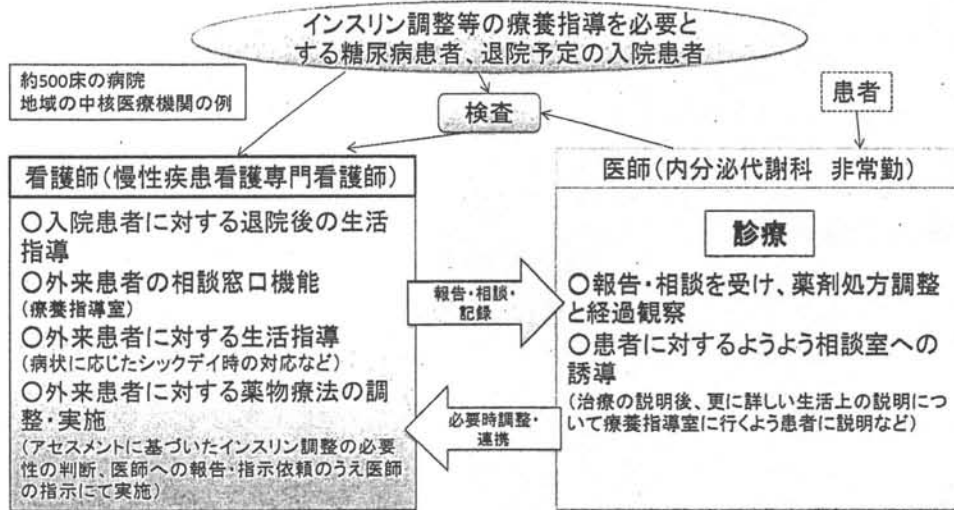 インスリン調整等の療養指導を必要と
する糖尿病患者、退院予定の入院患者
約500床の病院
地域の中核医療機関の例
患者
検査
看護師(慢性疾患看護専門看護師)
○入院患者に対する退院後の生活
指導
○外来患者の相談窓口機能
(療養指導室)
○外来患者に対する生活指導
(病状に応じたシックデイ時の対応など)
○外来患者に対する薬物療法の調
整・実施
(アセスメントに基づいたインスリン調整の必要
性の判断、医師への報告・指示依頼のうえ医師
の指示にて実施)
報告・相談・
記録
必要時調整・
連携
医師(内分泌代謝科 非常勤)
診療
○報告・相談を受け、薬剤処方調整
と経過観察
○患者に対するようよう相談室への
誘導
(治療の説明後、更に詳しい生活上の説明につ
いて療養指導室に行くよう患者に説明など)